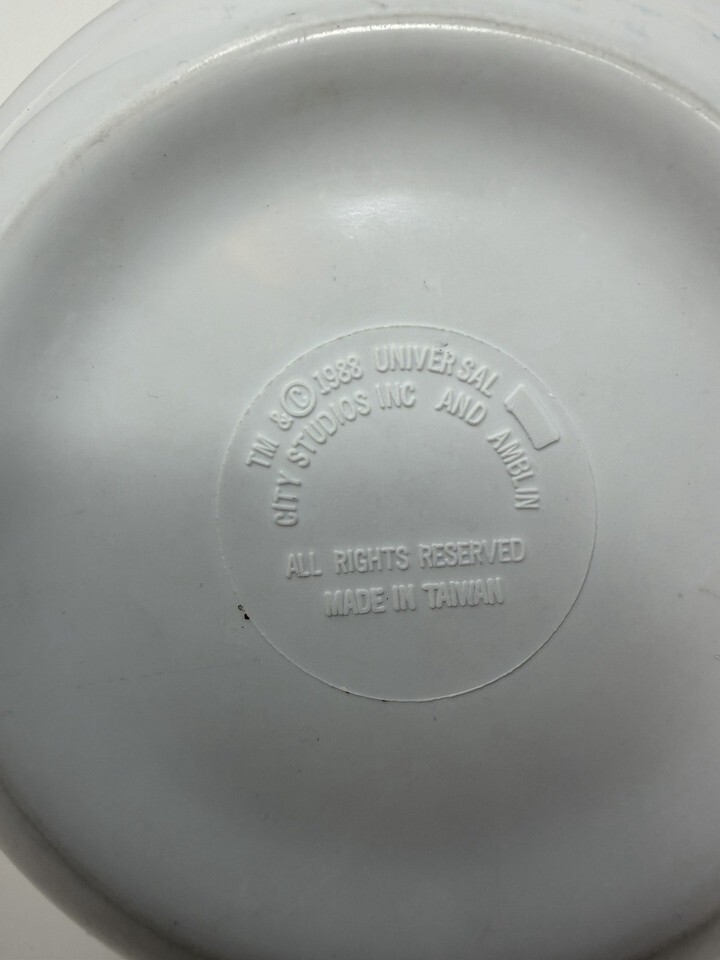 TM & © 1988 UNIVERSAL
CITY STUDIOS INC AND AMBLIN
ALL RIGHTS RESERVED
MADE IN TAIWAN